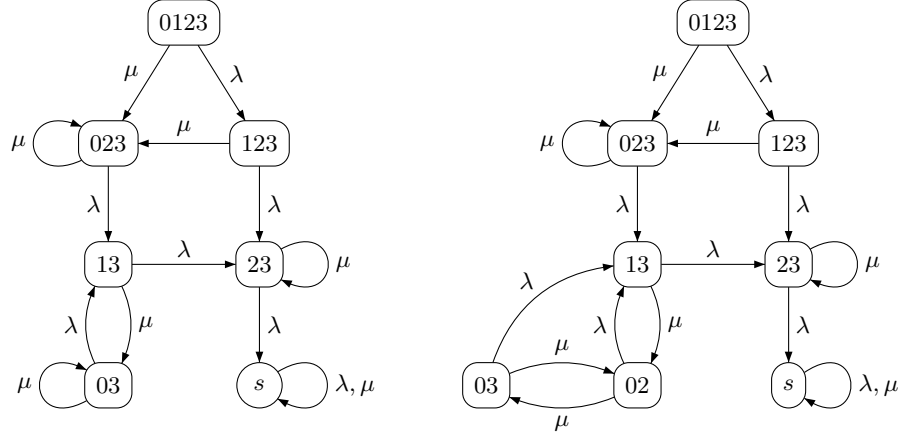 0123 0123
μ λ μ λ
μ 023 μ 123 μ 023 μ 123
λ λ λ λ
13 λ 23 μ 13 λ 23 μ
λ μ λ λ λ μ λ
μ 03 s λ, μ 03 μ 02 s λ, μ
μ